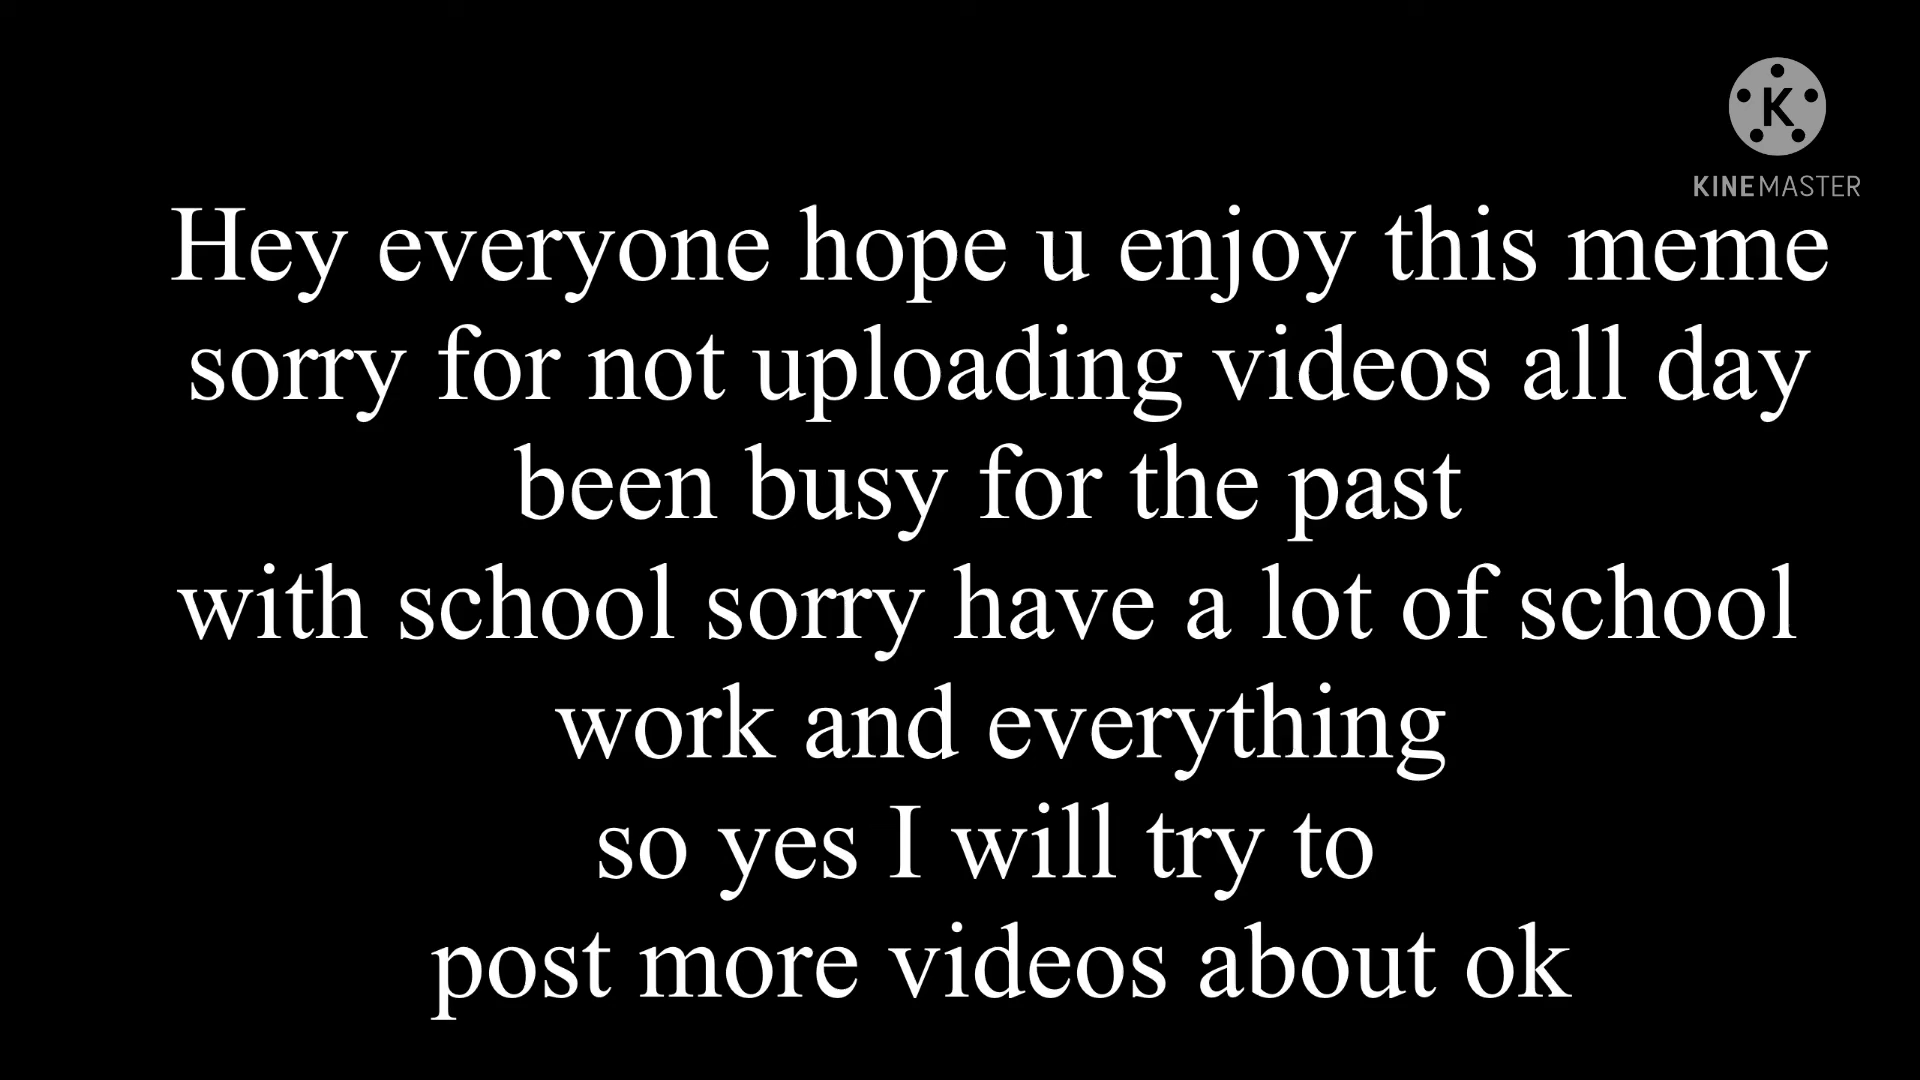 KINEMASTER
Hey everyone hope u enjoy this meme
sorry for not uploading videos all day
been busy for the past
with school sorry have a lot of school
work and everything
so yes I will try to
post more videos about ok